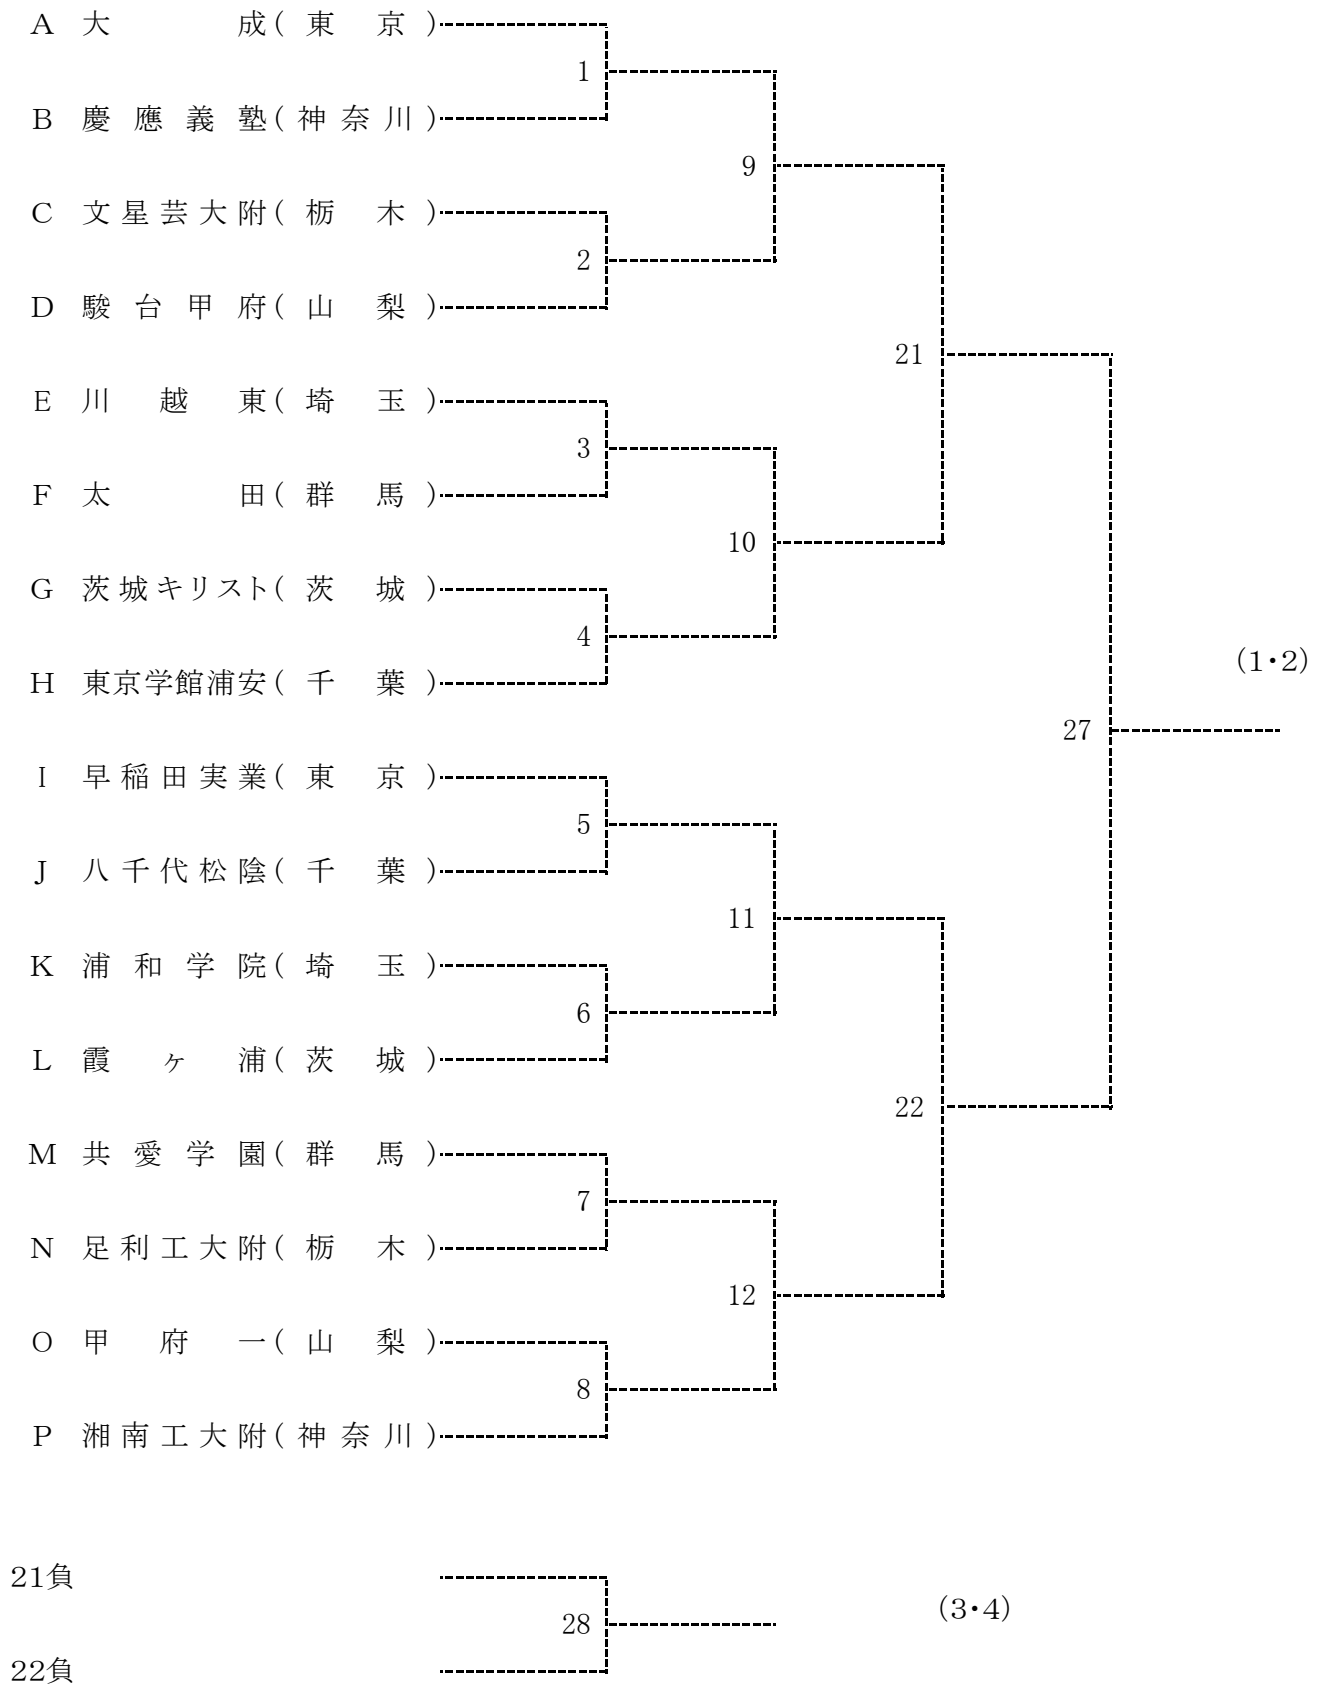 A 大成(東京)
1
B 慶應義塾(神奈川)
9
C 文星芸大附(栃木)
2
D 駿台甲府(山梨)
21
E 川越東(埼玉)
3
F 太田(群馬)
10
G 茨城キリスト(茨城)
4
(1・2)
H 東京学館浦安(千葉)
27
I 早稲田実業(東京)
5
J 八千代松陰(千葉)
11
K 浦和学院(埼玉)
6
L 霞ヶ浦(茨城)
22
M 共愛学園(群馬)
7
N 足利工大附(栃木)
12
O 甲府一(山梨)
8
P 湘南工大附(神奈川)
21負
(3・4)
28
22負